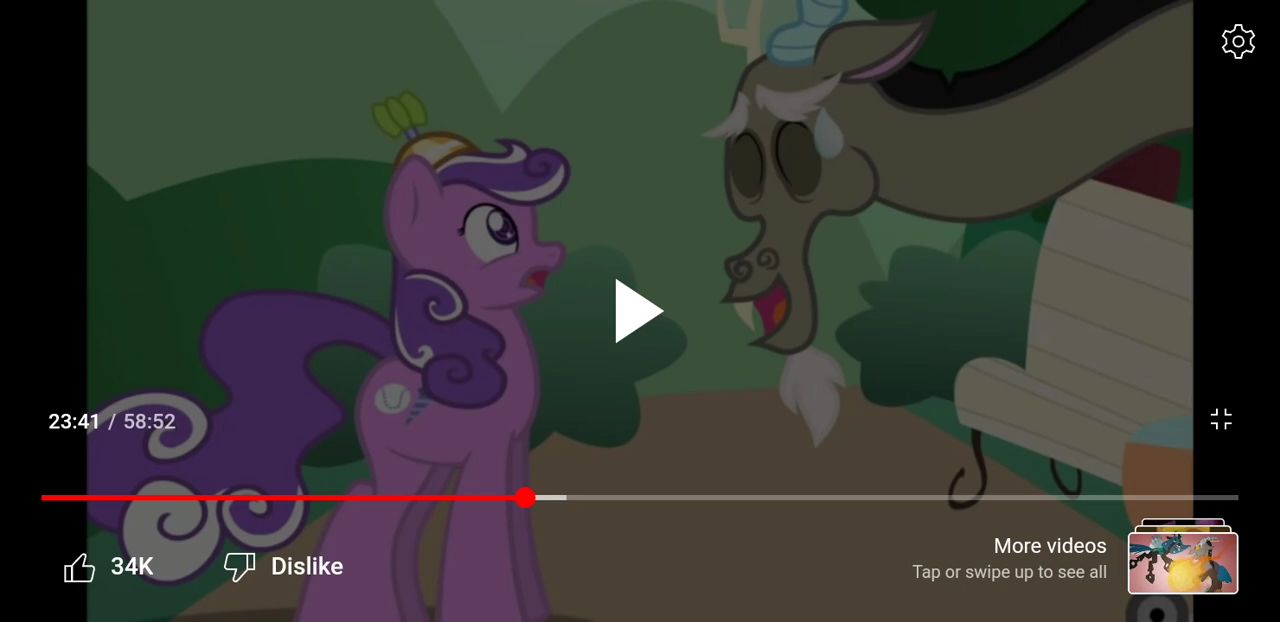 23:41 / 58:52
34K
Dislike
More videos
Tap or swipe up to see all